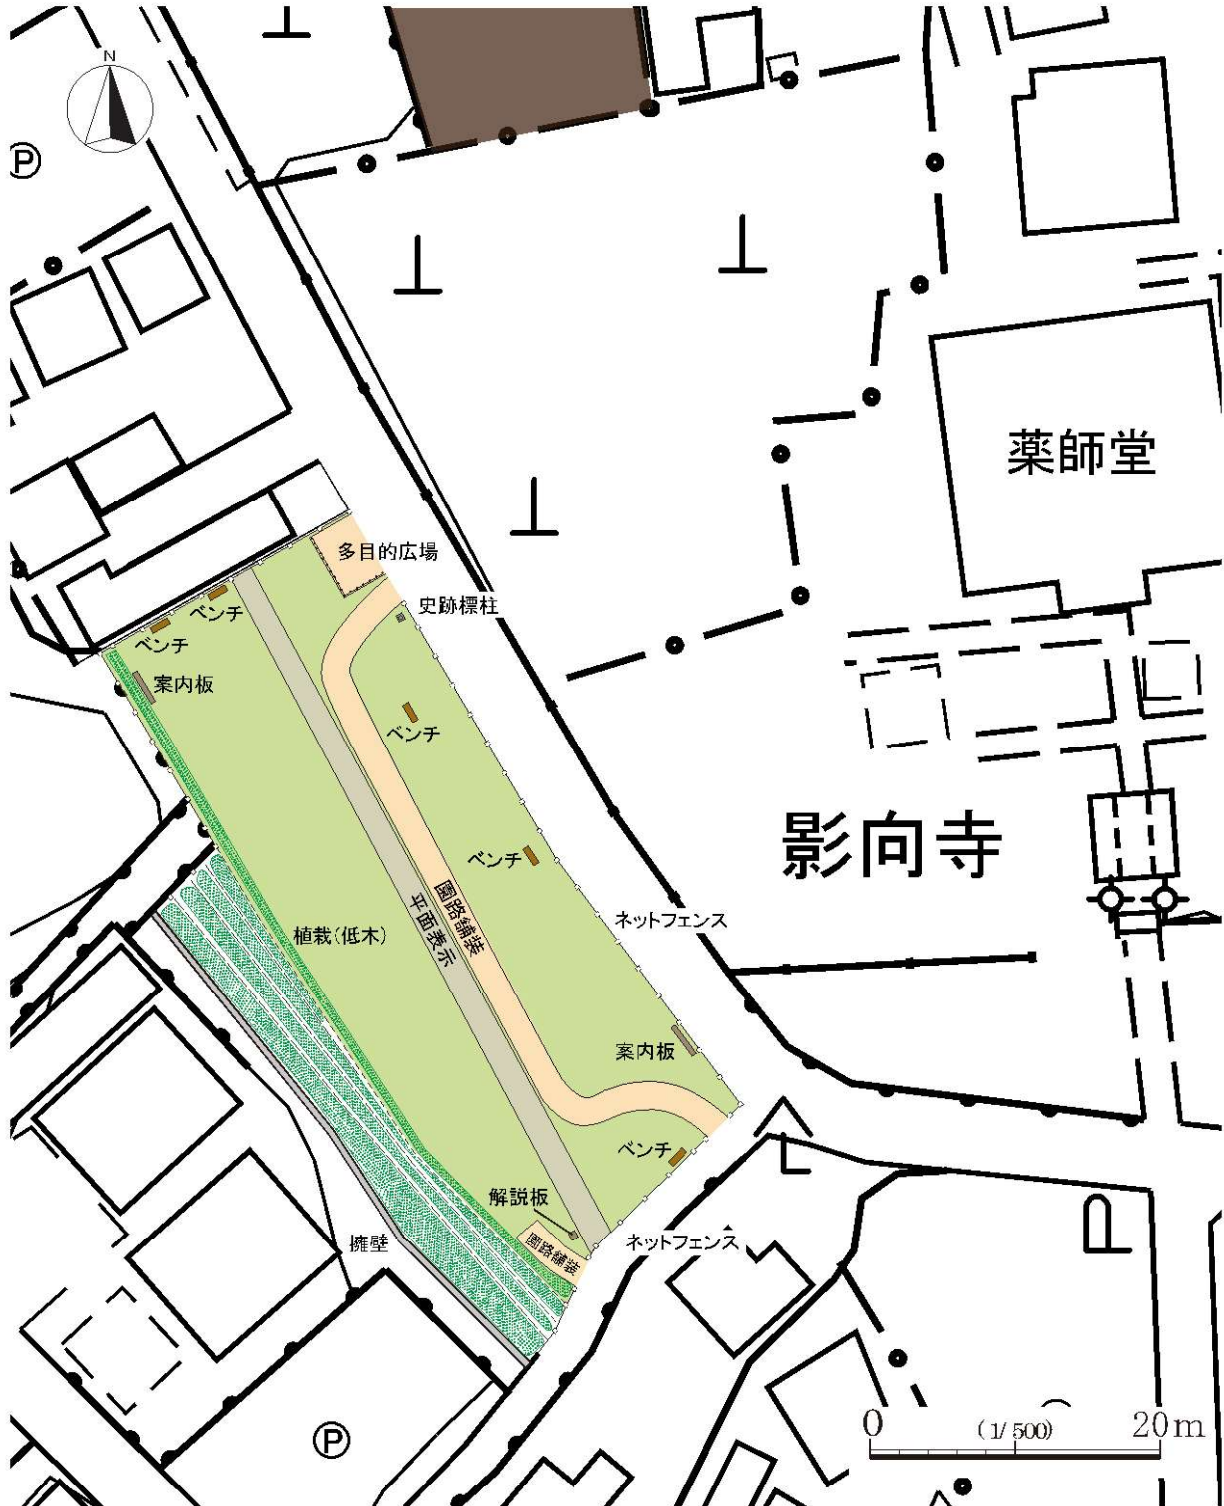 N
P
薬師堂
多目的広場
史跡標柱
ベンチ
ベンチ
案内板
ベンチ
影向寺
ベンチ
園路舗装
平面表示
ネットフェンス
植栽(低木)
案内板
ベンチ
解説板
園路舗装
ネットフェンス
擁壁
P
0 (1/500) 20m